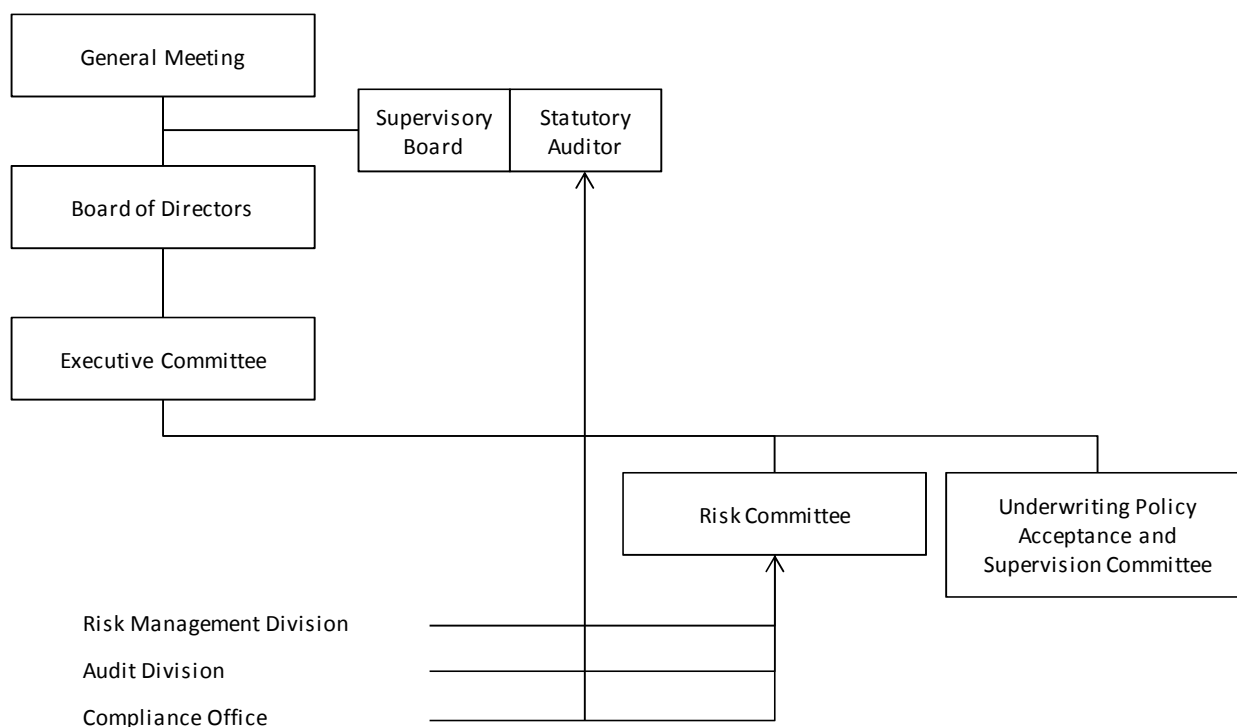 General Meeting
Supervisory
Board
Statutory
Auditor
Board of Directors
Executive Committee
Risk Committee
Underwriting Policy
Acceptance and
Supervision Committee
Risk Management Division
Audit Division
Compliance Office